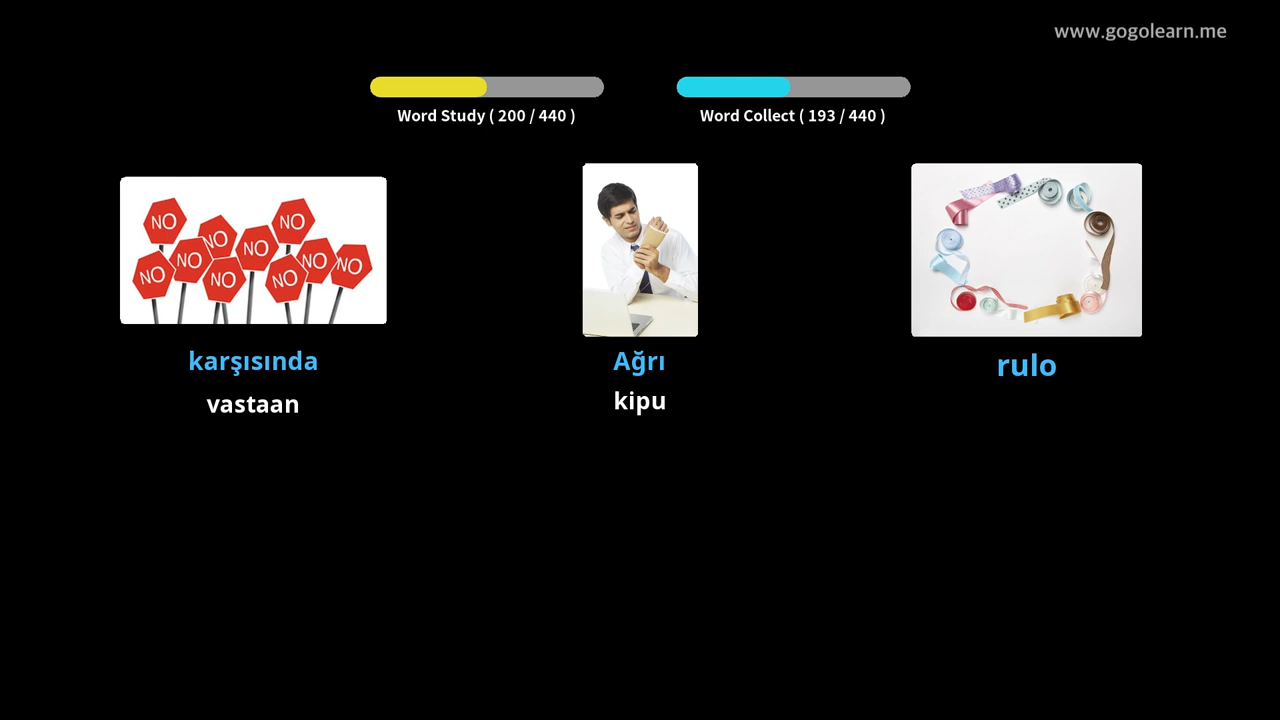 www.gogolearn.me
Word Study ( 200 / 440 )
Word Collect ( 193 / 440 )
NO
NO
NO
NO
NO
NO
NO
NO
NO
NO
karşısında
Ağrı
rulo
vastaan
kipu